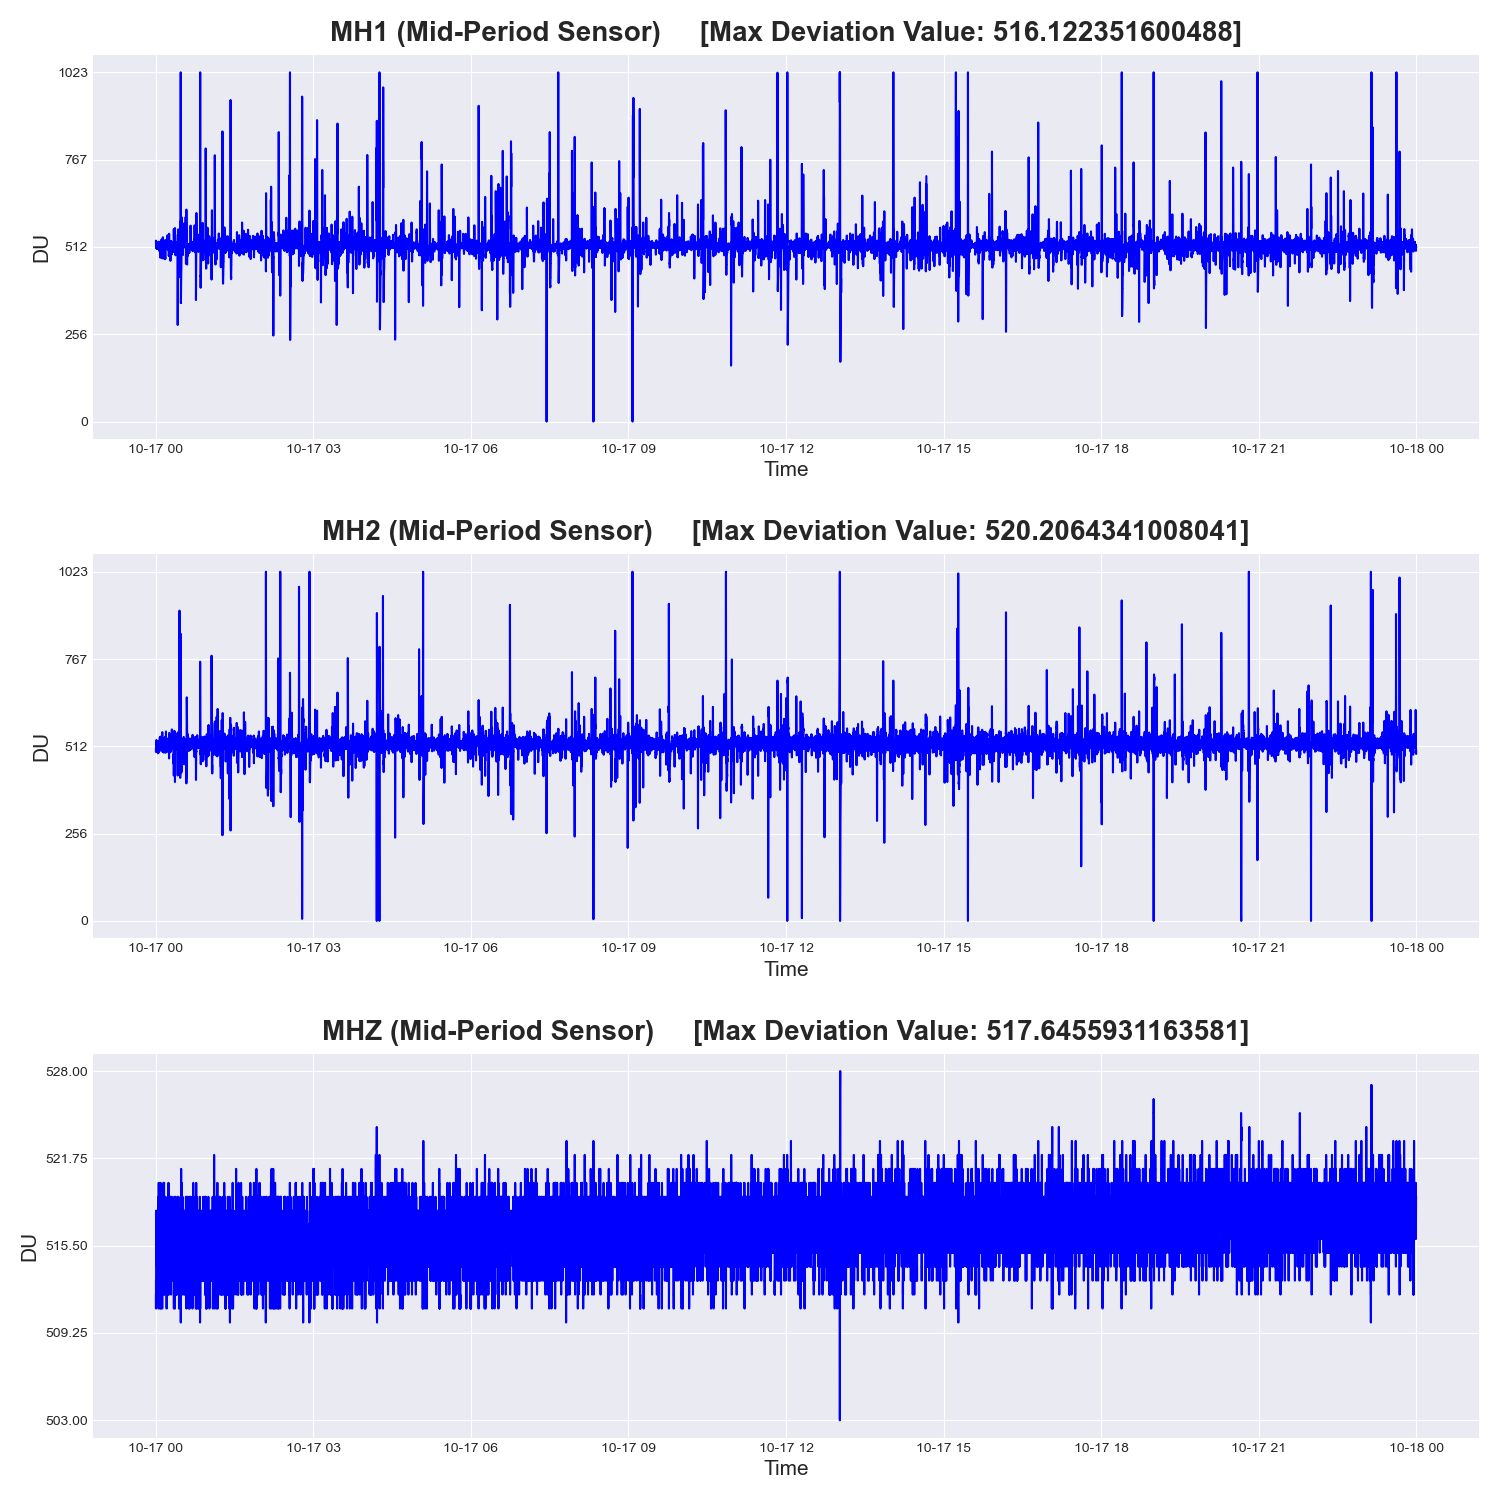 MH1 (Mid-Period Sensor) [Max Deviation Value: 516.122351600488]
1023
767
512
256
0
DU
10-17 00 10-17 03 10-17 06 10-17 09 10-17 12 10-17 15 10-17 18 10-17 21 10-18 00
Time
MH2 (Mid-Period Sensor) [Max Deviation Value: 520.2064341008041]
1023
767
512
256
0
DU
10-17 00 10-17 03 10-17 06 10-17 09 10-17 12 10-17 15 10-17 18 10-17 21 10-18 00
Time
MHZ (Mid-Period Sensor) [Max Deviation Value: 517.6455931163581]
528.00
521.75
515.50
509.25
503.00
DU
10-17 00 10-17 03 10-17 06 10-17 09 10-17 12 10-17 15 10-17 18 10-17 21 10-18 00
Time